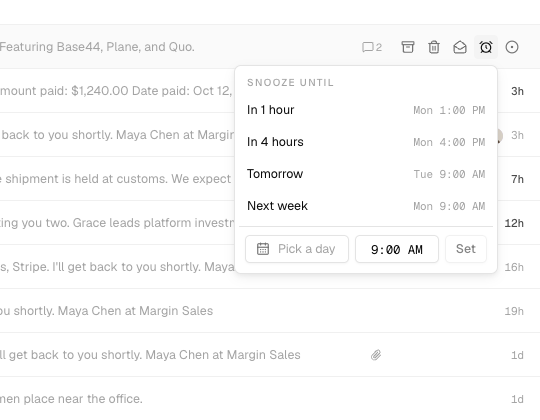 Featuring Base44, Plane, and Quo. 2
SNOOZE UNTIL
mount paid: $1,240.00 Date paid: Oct 12, 3h
In 1 hour Mon 1:00 PM
back to you shortly. Maya Chen at Margin 3h
In 4 hours Mon 4:00 PM
shipment is held at customs. We expect 7h
Tomorrow Tue 9:00 AM
Next week Mon 9:00 AM
ting you two. Grace leads platform 12h
Pick a day 9:00 AM Set
s, Stripe. I'll get back to you shortly. Maya 16h
ou shortly. Maya Chen at Margin Sales 19h
ll get back to you shortly. Maya Chen at Margin Sales 1d
men place near the office. 1d